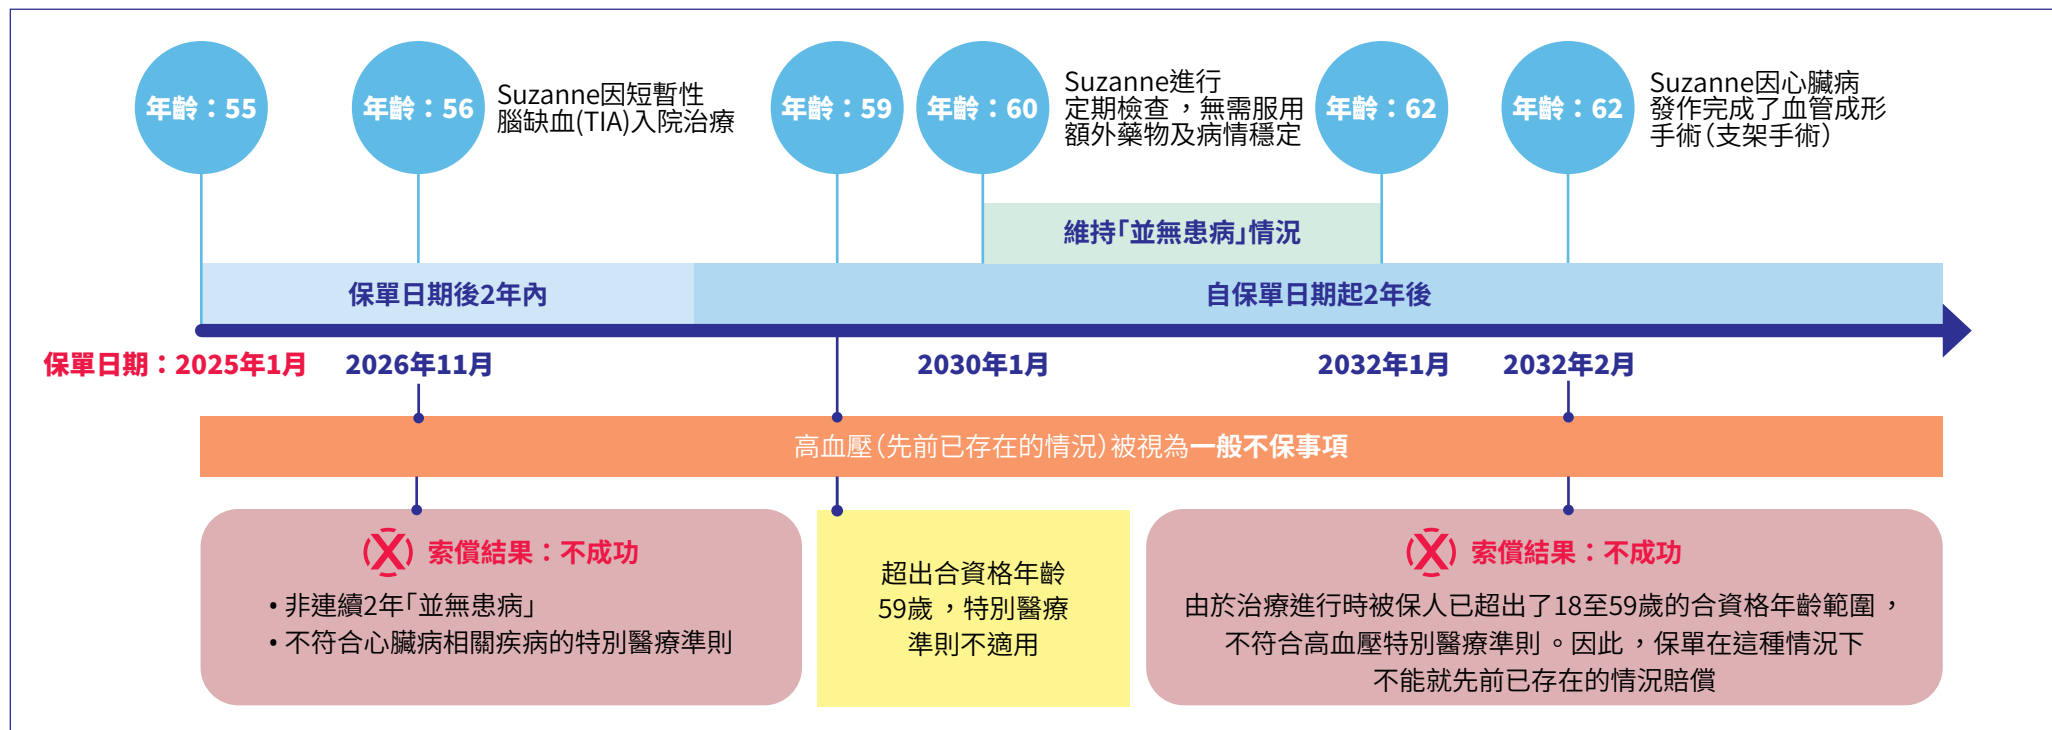 年齡：55
年齡：56
Suzanne因短暫性
腦缺血(TIA)入院治療
年齡：59
年齡：60
Suzanne進行
定期檢查，無需服用
額外藥物及病情穩定
年齡：62
年齡：62
Suzanne因心臟病
發作完成了血管成形
手術（支架手術）
維持「並無患病」情況
保單日期後2年內
自保單日期起2年後
保單日期：2025年1月
2026年11月
2030年1月
2032年1月
2032年2月
高血壓（先前已存在的情況）被視為一般不保事項
X 索償結果：不成功
• 非連續2年「並無患病」
• 不符合心臟病相關疾病的特別醫療準則
超出合資格年齡
59歲，特別醫療
準則不適用
X 索償結果：不成功
由於治療進行時被保人已超出了18至59歲的合資格年齡範圍，
不符合高血壓特別醫療準則。因此，保單在這種情況下
不能就先前已存在的情況賠償